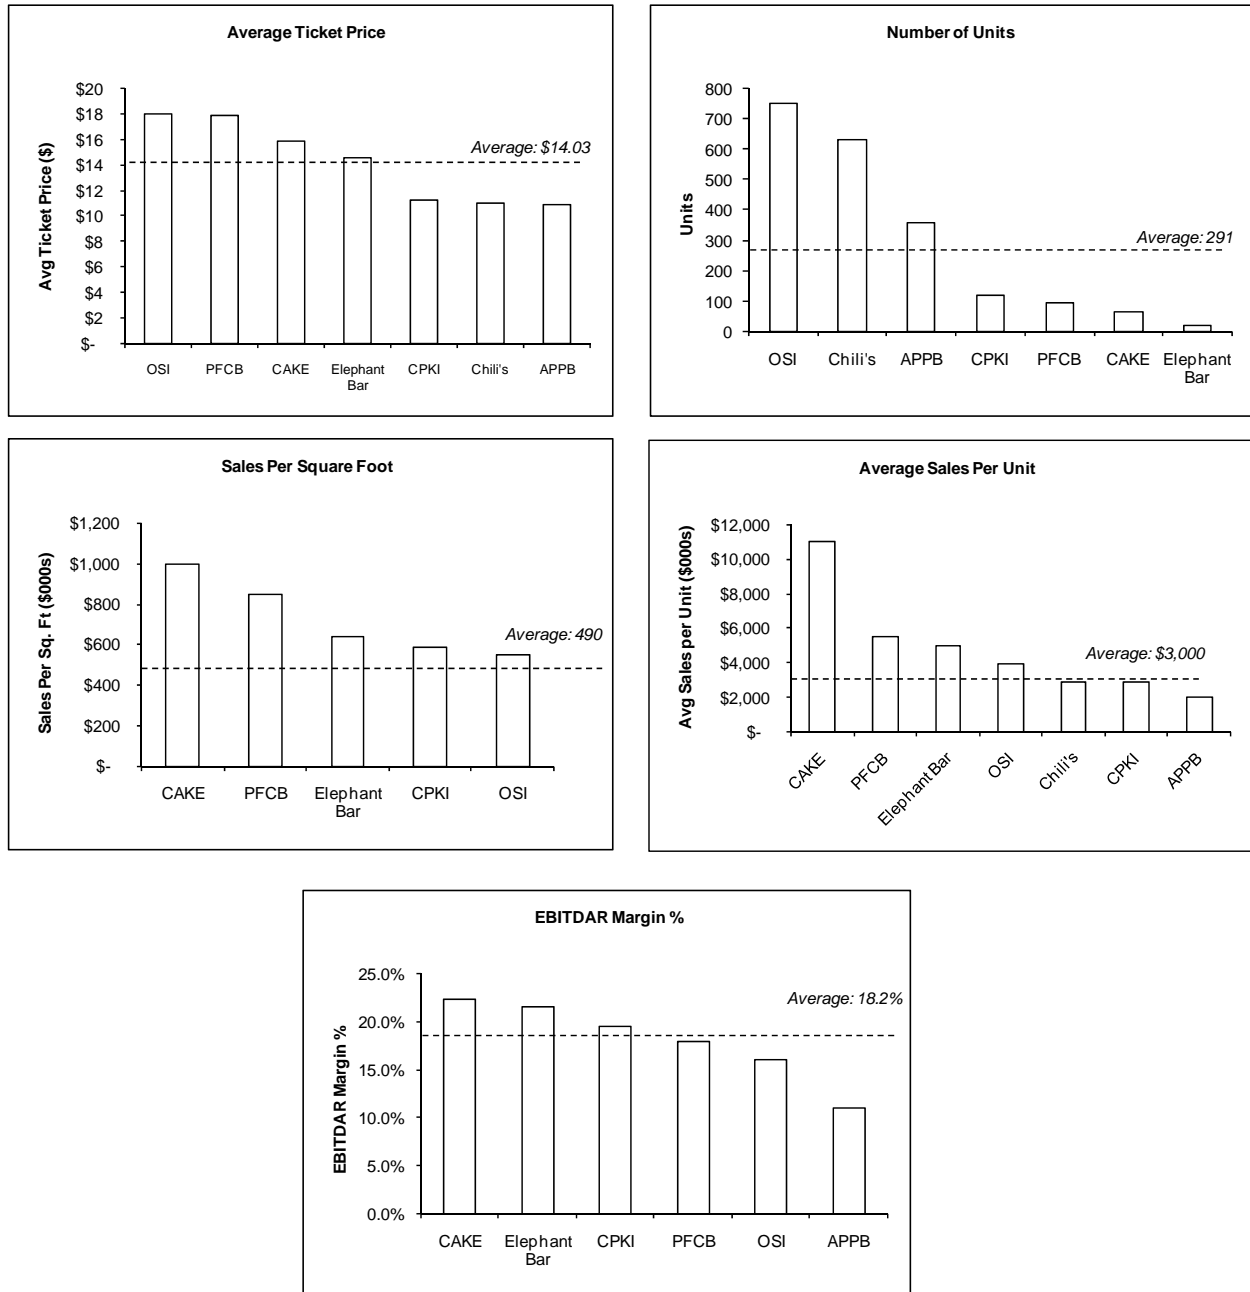 Average Ticket Price
Avg Ticket Price ($)
$20
$18
$16
$14
$12
$10
$8
$6
$4
$2
$-
Average: $14.03
OSI PFCB CAKE Elephant Bar CPKI Chili's APPB
Number of Units
Units
800
700
600
500
400
300
200
100
0
Average: 291
OSI Chili's APPB CPKI PFCB CAKE Elephant Bar
Sales Per Square Foot
Sales Per Sq. Ft ($000s)
$1,200
$1,000
$800
$600
$400
$200
$-
Average: 490
CAKE PFCB Elephant Bar CPKI OSI
Average Sales Per Unit
Avg Sales per Unit ($000s)
$12,000
$10,000
$8,000
$6,000
$4,000
$2,000
$-
Average: $3,000
CAKE PFCB Elephant Bar OSI Chili's CPKI APPB
EBITDAR Margin %
EBITDAR Margin %
25.0%
20.0%
15.0%
10.0%
5.0%
0.0%
Average: 18.2%
CAKE Elephant Bar CPKI PFCB OSI APPB